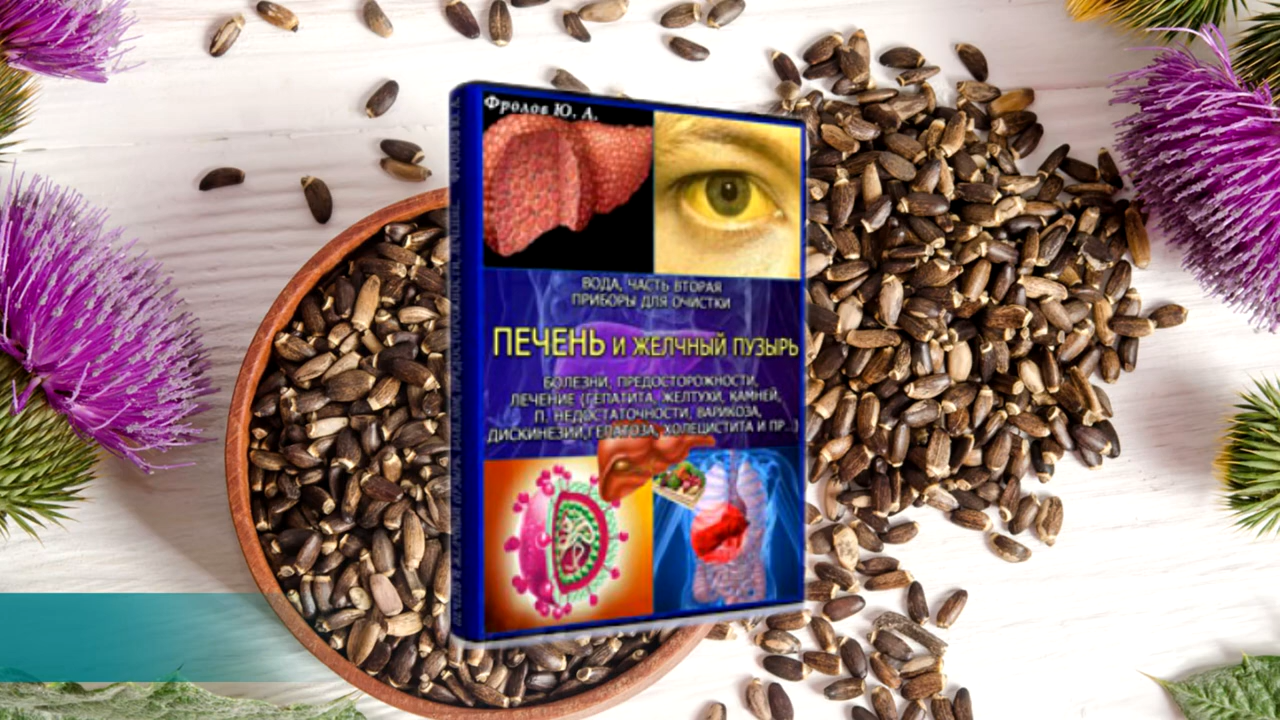 Фролов Ю. А.
ВОДА, ЧАСТЬ ВТОРАЯ
ПРИБОРЫ ДЛЯ ОЧИСТКИ
ПЕЧЕНЬ И ЖЕЛЧНЫЙ ПУЗЫРЬ
БОЛЕЗНИ, ПРЕДОСТОРОЖНОСТИ,
ЛЕЧЕНИЕ (ГЕПАТИТА, ЖЕЛТУХИ, КАМНЕЙ,
П. НЕДОСТАТОЧНОСТИ, ВАРИКОЗА,
ДИСКИНЕЗИЙ,ГЕПАТОЗА, ХОЛЕЦИСТИТА И ПР...)